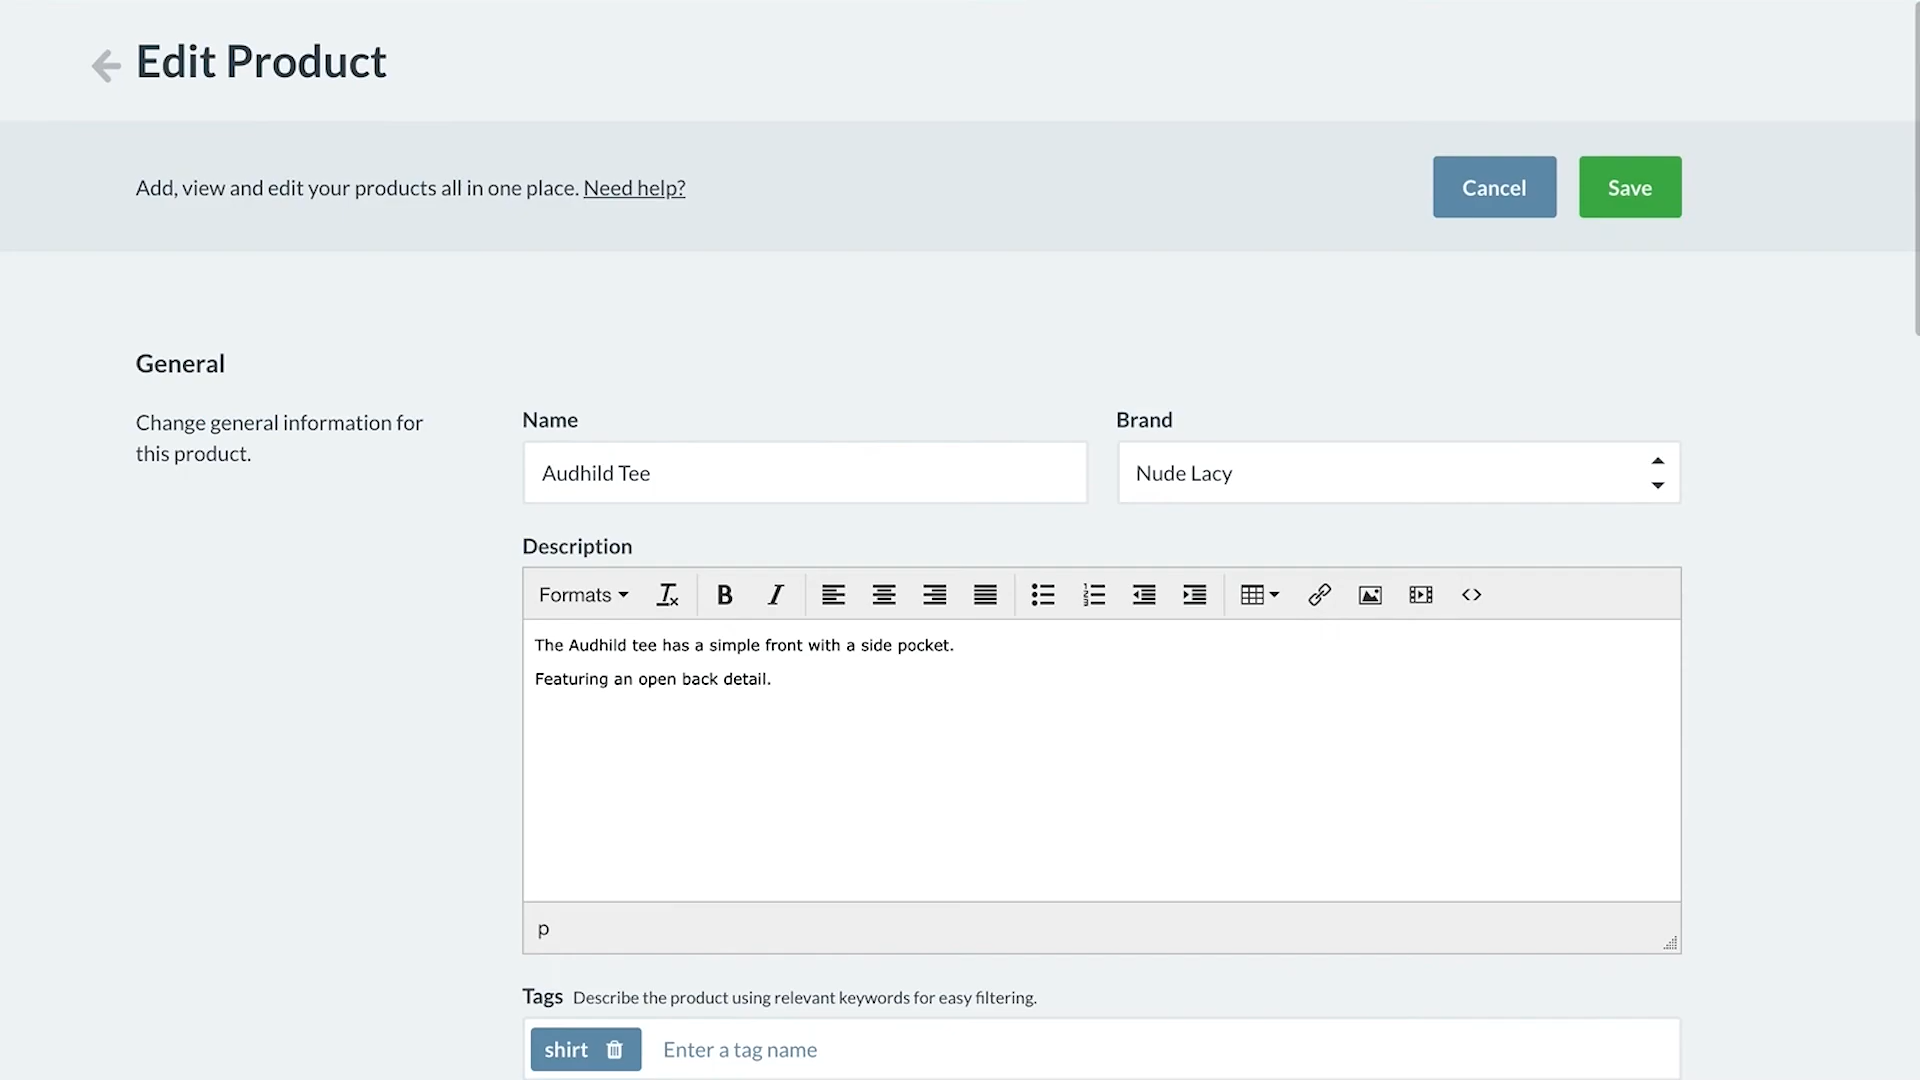 Edit Product
Add, view and edit your products all in one place. Need help?
Cancel
Save
General
Change general information for
this product.
Name
Brand
Audhild Tee
Nude Lacy
Description
Formats
The Audhild tee has a simple front with a side pocket.
Featuring an open back detail.
p
Tags Describe the product using relevant keywords for easy filtering.
shirt
Enter a tag name